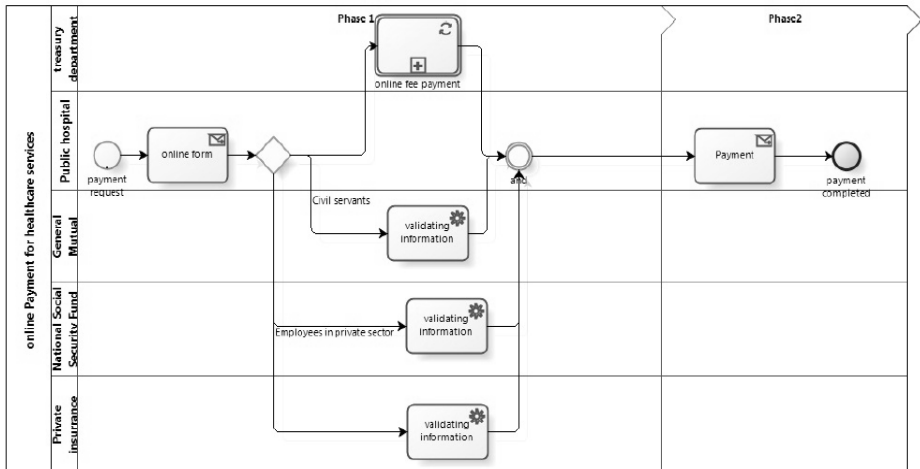 Phase 1
Phase2
online Payment for healthcare services
treasury
department
online fee payment
Public hospital
payment
request
online form
and
Payment
payment
completed
General
Mutual
Civil servants
validating
information
National Social
Security Fund
Employees in private sector
validating
information
Private
insurrance
validating
information